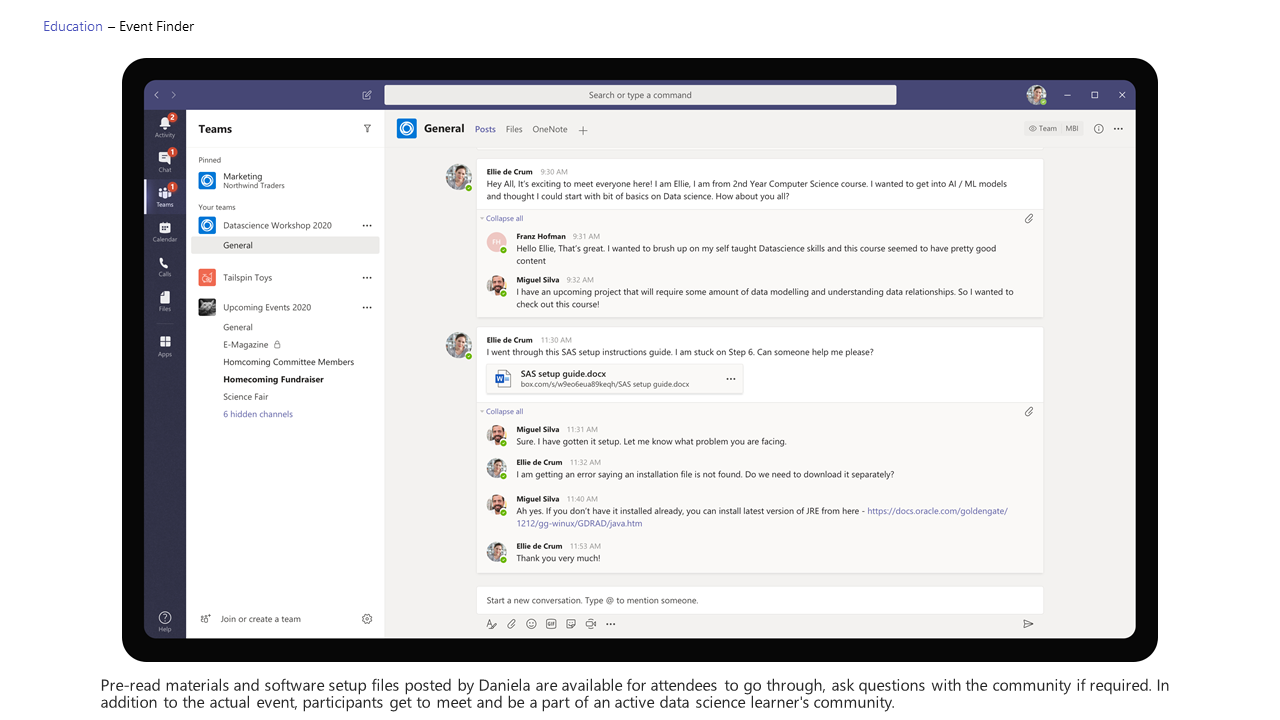 Education – Event Finder
Search or type a command
2
Activity
1
Chat
1
Teams
Calendar
Calls
Files
Apps
Help
Teams
Pinned
Marketing
Northwind Traders
Your teams
Datascience Workshop 2020
General
Tailspin Toys
Upcoming Events 2020
General
E-Magazine
Homcoming Committee Members
Homecoming Fundraiser
Science Fair
6 hidden channels
Join or create a team
General Posts Files OneNote
Team MBI
Ellie de Crum 9:30 AM
Hey All, It's exciting to meet everyone here! I am Ellie, I am from 2nd Year Computer Science course. I wanted to get into AI / ML models
and thought I could start with bit of basics on Data science. How about you all?
Collapse all
FH
Franz Hofman 9:31 AM
Hello Ellie, That's great. I wanted to brush up on my self taught Datascience skills and this course seemed to have pretty good
content
Miguel Silva 9:32 AM
I have an upcoming project that will require some amount of data modelling and understanding data relationships. So I wanted to
check out this course!
Ellie de Crum 11:30 AM
I went through this SAS setup instructions guide. I am stuck on Step 6. Can someone help me please?
W
SAS setup guide.docx
box.com/s/w9eo6eua89keqh/SAS setup guide.docx
Collapse all
Miguel Silva 11:31 AM
Sure. I have gotten it setup. Let me know what problem you are facing.
Ellie de Crum 11:32 AM
I am getting an error saying an installation file is not found. Do we need to download it separately?
Miguel Silva 11:40 AM
Ah yes. If you don't have it installed already, you can install latest version of JRE from here - https://docs.oracle.com/goldengate/
1212/gg-winux/GDRAD/java.htm
Ellie de Crum 11:53 AM
Thank you very much!
Start a new conversation. Type @ to mention someone.
GIF
Pre-read materials and software setup files posted by Daniela are available for attendees to go through, ask questions with the community if required. In
addition to the actual event, participants get to meet and be a part of an active data science learner's community.